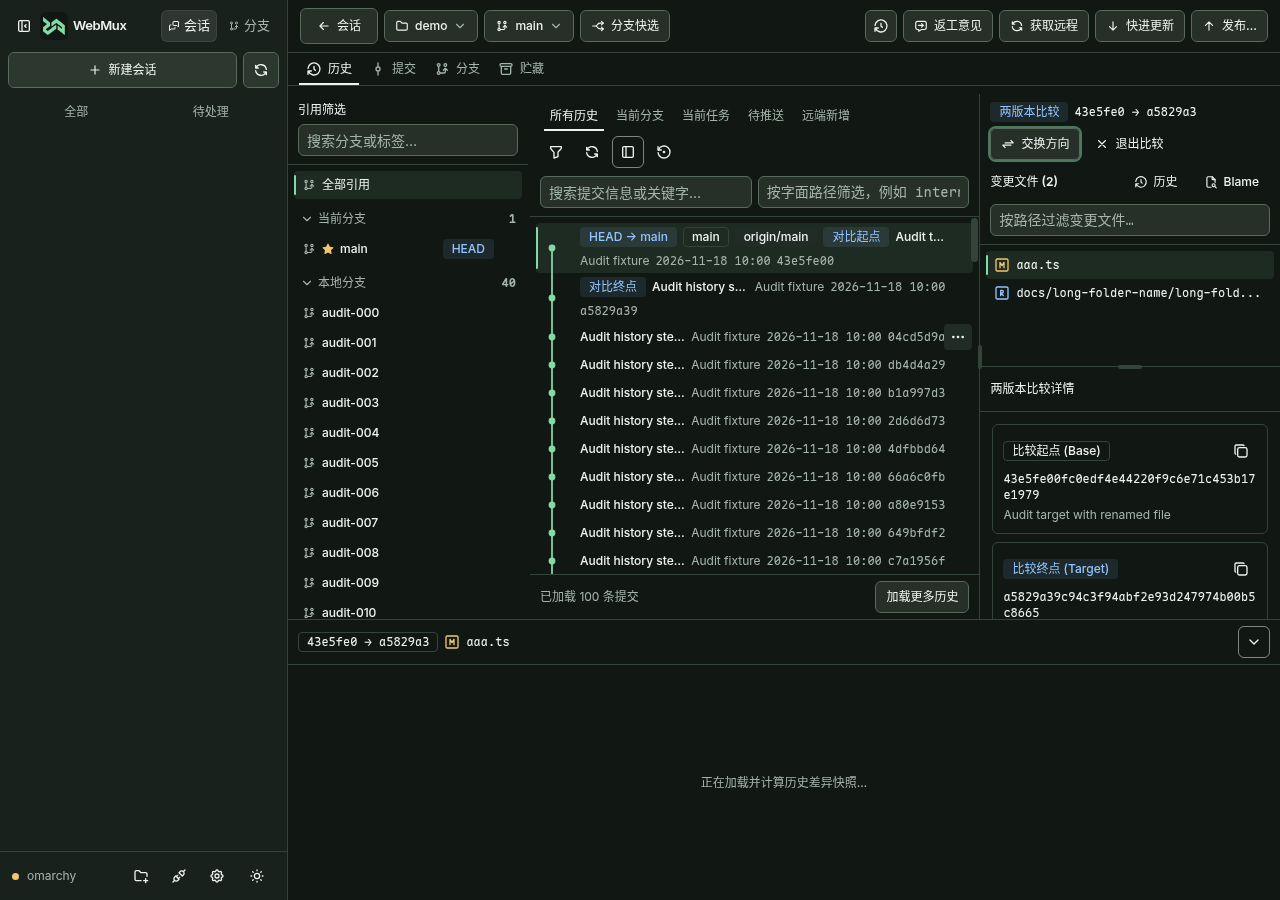 WebMux
会话
分支
新建会话
全部
待处理
omarchy
会话
demo
main
分支快选
返工意见
获取远程
快进更新
发布...
历史
提交
分支
贮藏
引用筛选
搜索分支或标签...
全部引用
当前分支 1
main HEAD
本地分支 40
audit-000
audit-001
audit-002
audit-003
audit-004
audit-005
audit-006
audit-007
audit-008
audit-009
audit-010
所有历史 当前分支 当前任务 待推送 远端新增
搜索提交信息或关键字...
按字面路径筛选，例如 intern
HEAD → main main origin/main 对比起点 Audit t...
Audit fixture 2026-11-18 10:00 43e5fe00
对比终点 Audit history s... Audit fixture 2026-11-18 10:00
a5829a39
Audit history ste... Audit fixture 2026-11-18 10:00 04cd5d9a
Audit history ste... Audit fixture 2026-11-18 10:00 db4d4a29
Audit history ste... Audit fixture 2026-11-18 10:00 b1a997d3
Audit history ste... Audit fixture 2026-11-18 10:00 2d6d6d73
Audit history ste... Audit fixture 2026-11-18 10:00 4dfbbd64
Audit history ste... Audit fixture 2026-11-18 10:00 66a6c0fb
Audit history ste... Audit fixture 2026-11-18 10:00 a80e9153
Audit history ste... Audit fixture 2026-11-18 10:00 649bfdf2
Audit history ste... Audit fixture 2026-11-18 10:00 c7a1956f
已加载 100 条提交
加载更多历史
两版本比较 43e5fe0 → a5829a3
交换方向
退出比较
变更文件 (2)
历史
Blame
按路径过滤变更文件…
M aaa.ts
R docs/long-folder-name/long-fold...
两版本比较详情
比较起点 (Base)
43e5fe00fc0edf4e44220f9c6e71c453b17
e1979
Audit target with renamed file
比较终点 (Target)
a5829a39c94c3f94abf2e93d247974b00b5
c8665
43e5fe0 → a5829a3 M aaa.ts
正在加载并计算历史差异快照...